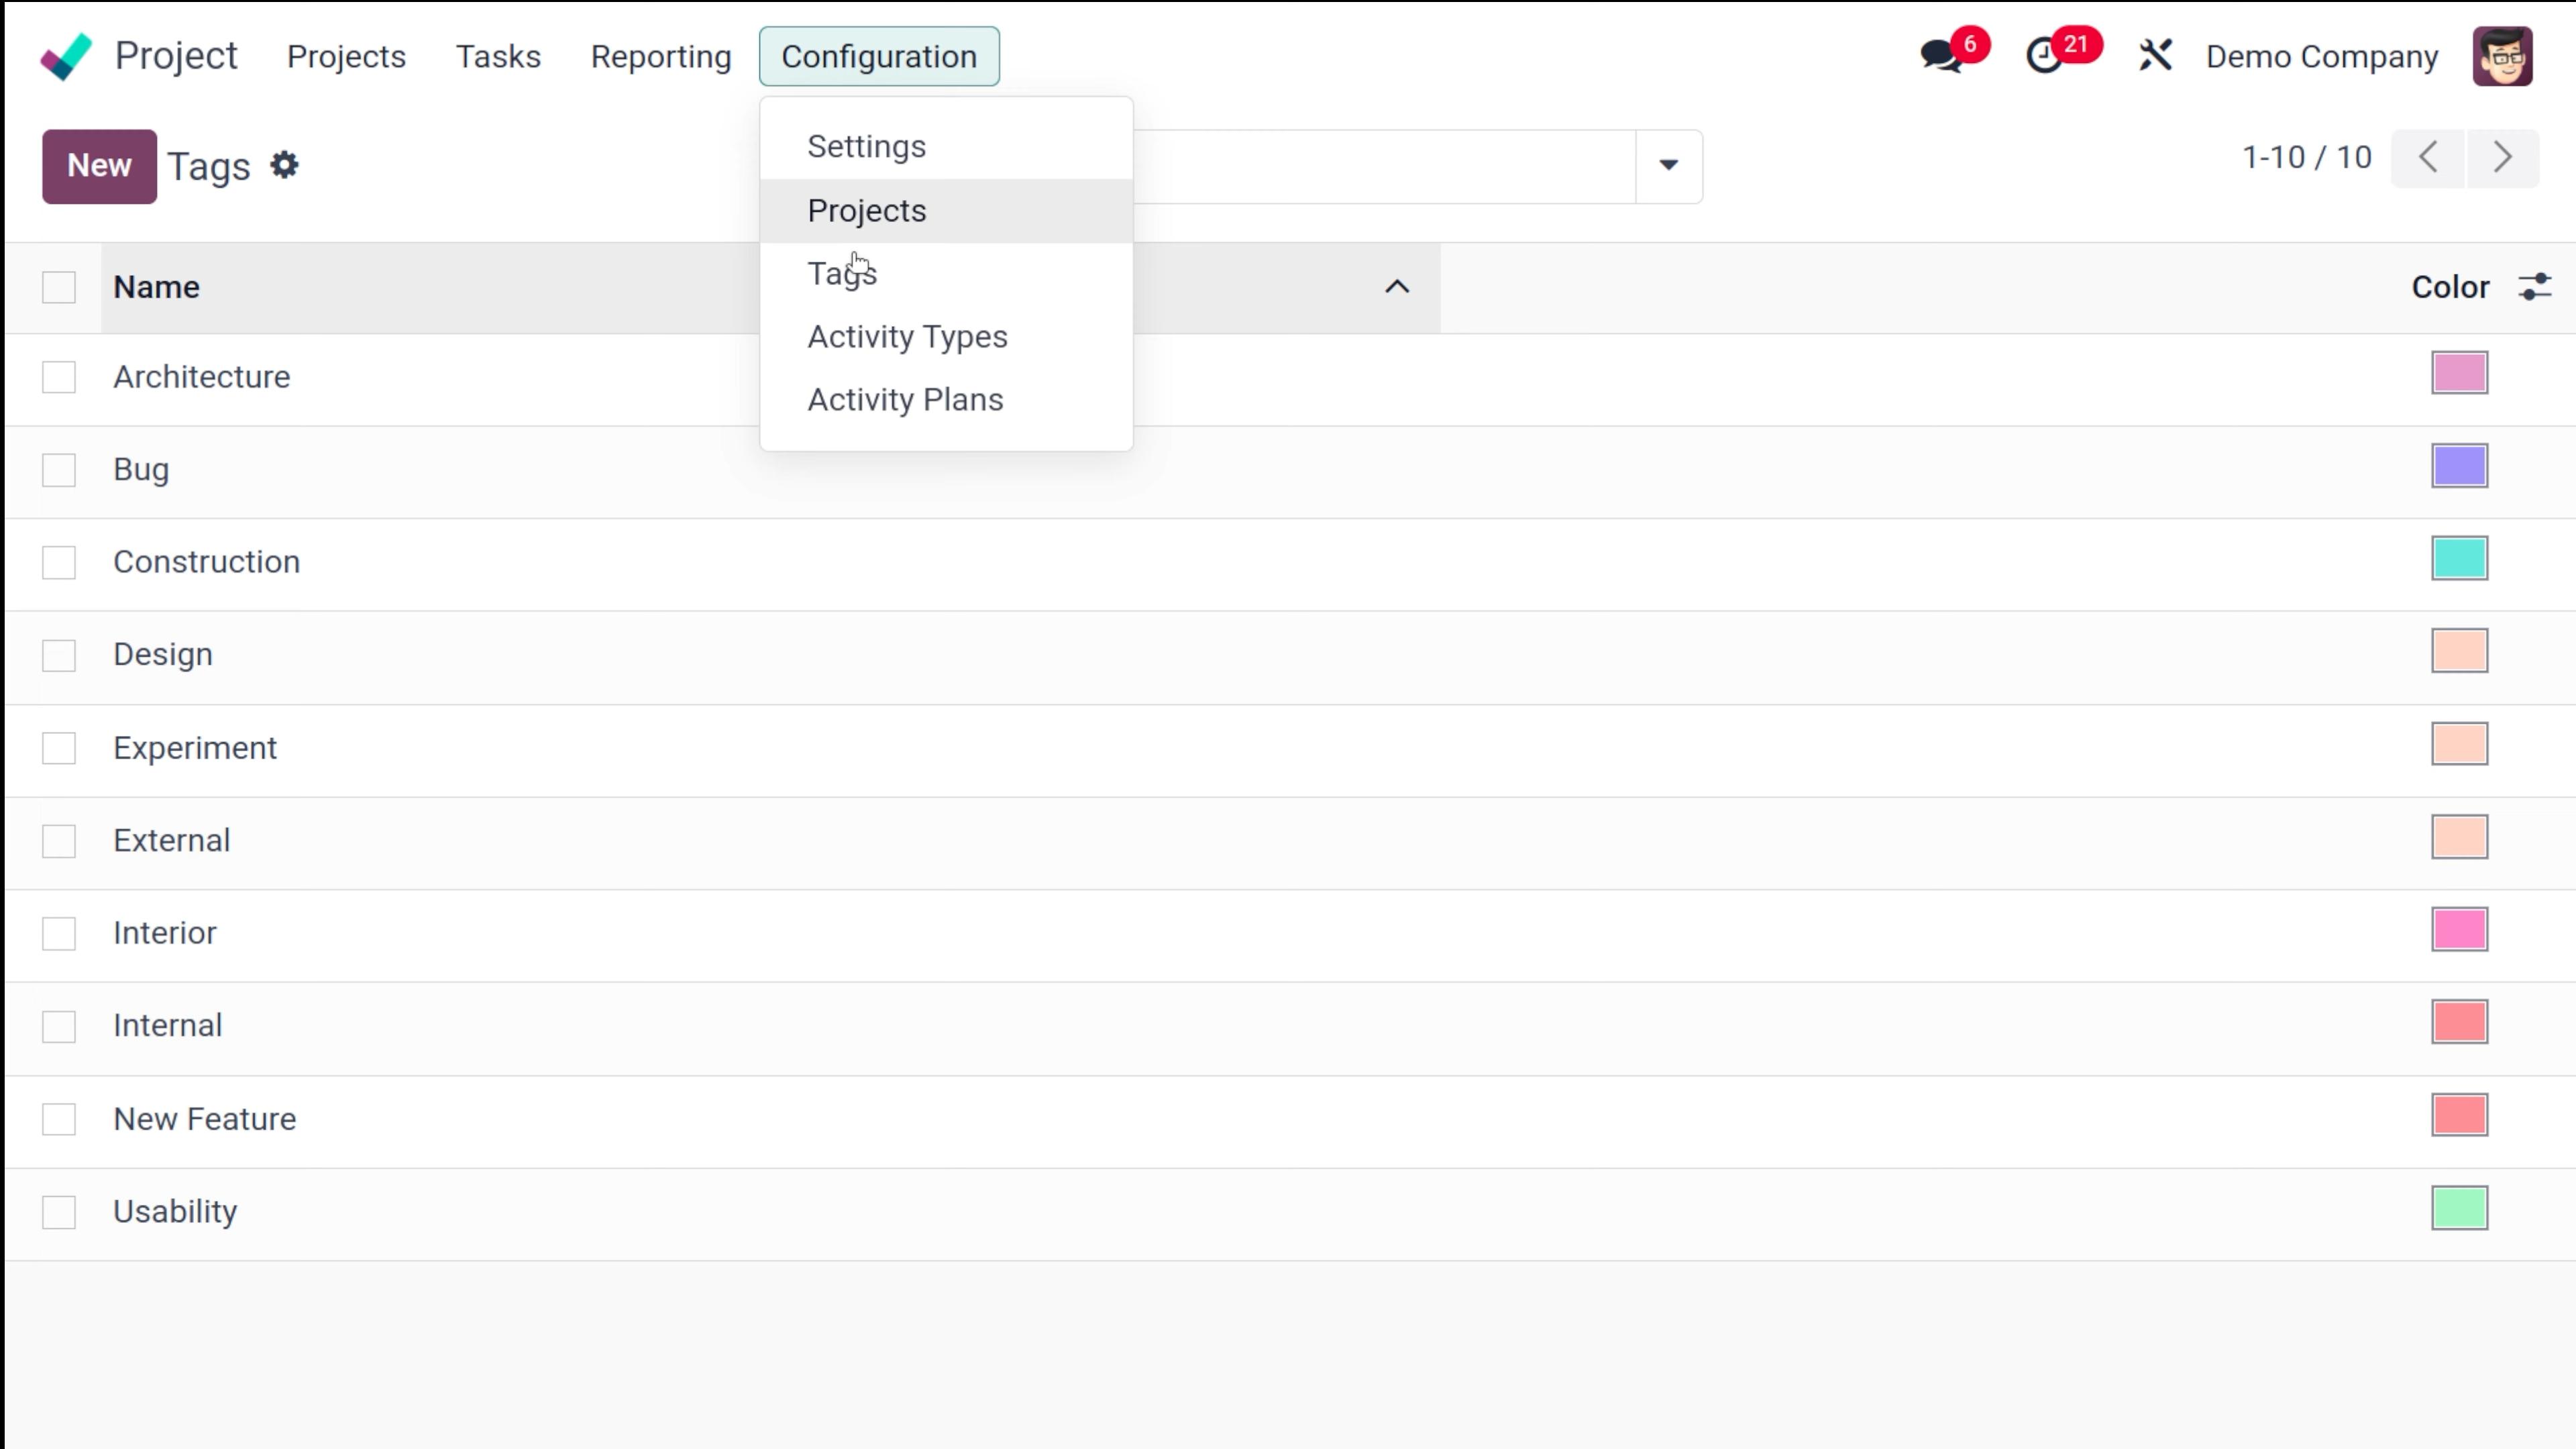 Project Projects Tasks Reporting Configuration 6 21 Demo Company
New Tags 1-10 / 10
Settings
Projects
Tags
Activity Types
Activity Plans
Name Color
Architecture
Bug
Construction
Design
Experiment
External
Interior
Internal
New Feature
Usability